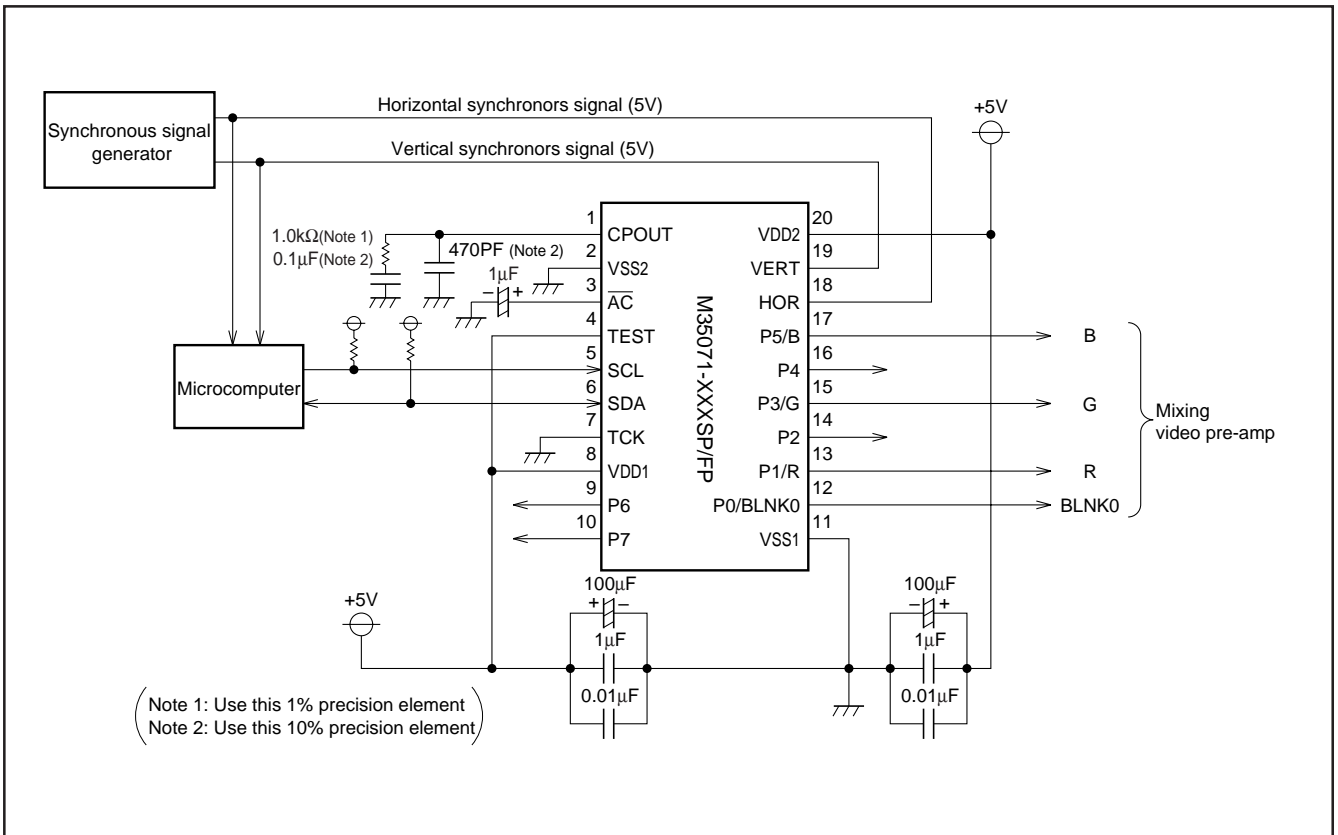 Horizontal synchronors signal (5V)
+5V
Synchronous signal
generator
Vertical synchronors signal (5V)
1.0kΩ(Note 1)
0.1μF(Note 2)
470PF (Note 2)
1μF
− +
Microcomputer
M35071-XXXSP/FP
1 CPOUT
2 VSS2
3 A̅C̅
4 TEST
5 SCL
6 SDA
7 TCK
8 VDD1
9 P6
10 P7
20 VDD2
19 VERT
18 HOR
17 P5/B
16 P4
15 P3/G
14 P2
13 P1/R
12 P0/BLNK0
11 VSS1
B
G
R
BLNK0
Mixing
video pre-amp
+5V
100μF
+ −
1μF
0.01μF
100μF
− +
1μF
0.01μF
Note 1: Use this 1% precision element
Note 2: Use this 10% precision element